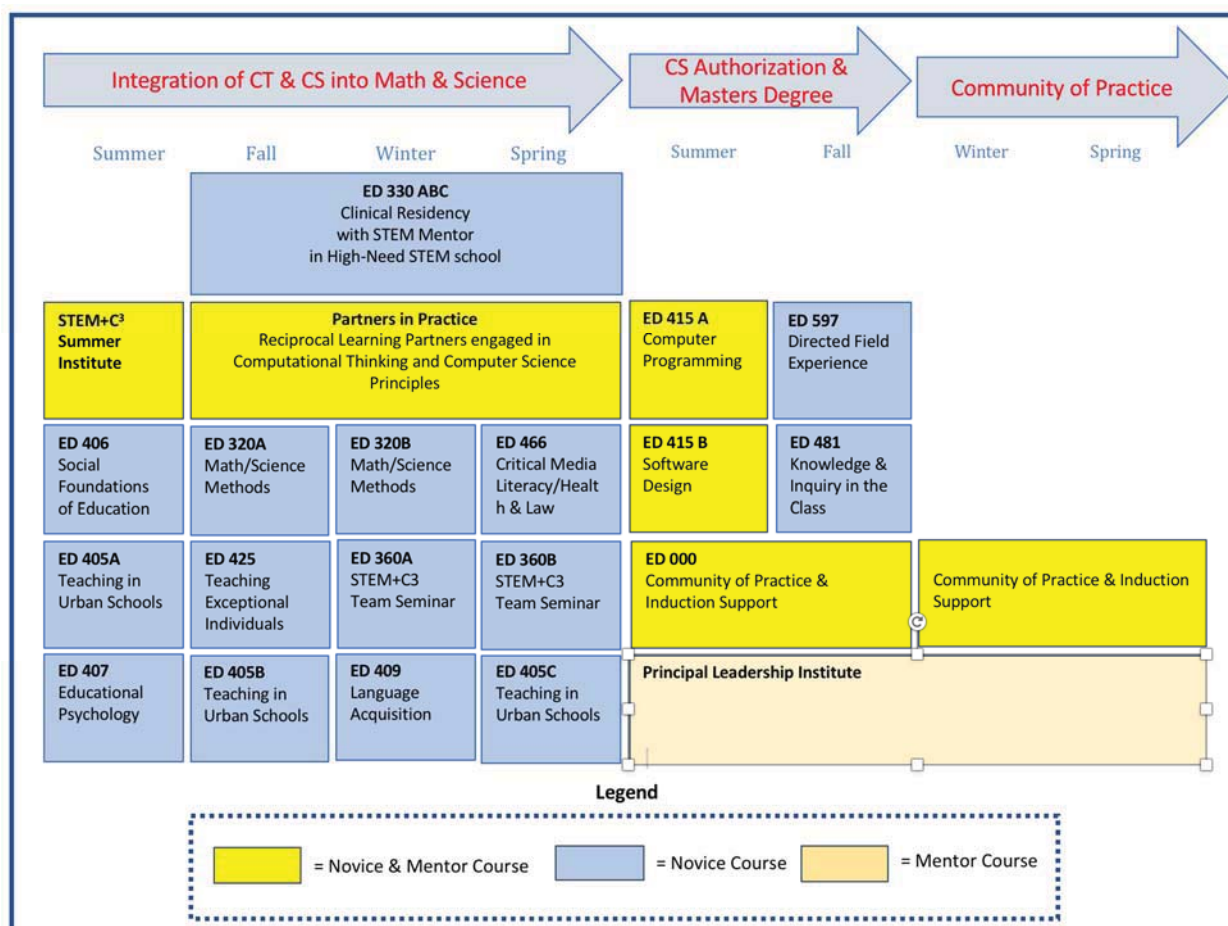 Integration of CT & CS into Math & Science
CS Authorization &
Masters Degree
Community of Practice
Summer
Fall
Winter
Spring
Summer
Fall
Winter
Spring
ED 330 ABC
Clinical Residency
with STEM Mentor
in High-Need STEM school
STEM+C³
Summer
Institute
Partners in Practice
Reciprocal Learning Partners engaged in
Computational Thinking and Computer Science
Principles
ED 415 A
Computer
Programming
ED 597
Directed Field
Experience
ED 406
Social
Foundations
of Education
ED 320A
Math/Science
Methods
ED 320B
Math/Science
Methods
ED 466
Critical Media
Literacy/Healt
h & Law
ED 415 B
Software
Design
ED 481
Knowledge &
Inquiry in the
Class
ED 405A
Teaching in
Urban Schools
ED 425
Teaching
Exceptional
Individuals
ED 360A
STEM+C3
Team Seminar
ED 360B
STEM+C3
Team Seminar
ED 000
Community of Practice &
Induction Support
Community of Practice & Induction
Support
ED 407
Educational
Psychology
ED 405B
Teaching in
Urban Schools
ED 409
Language
Acquisition
ED 405C
Teaching in
Urban Schools
Principal Leadership Institute
Legend
= Novice & Mentor Course
= Novice Course
= Mentor Course